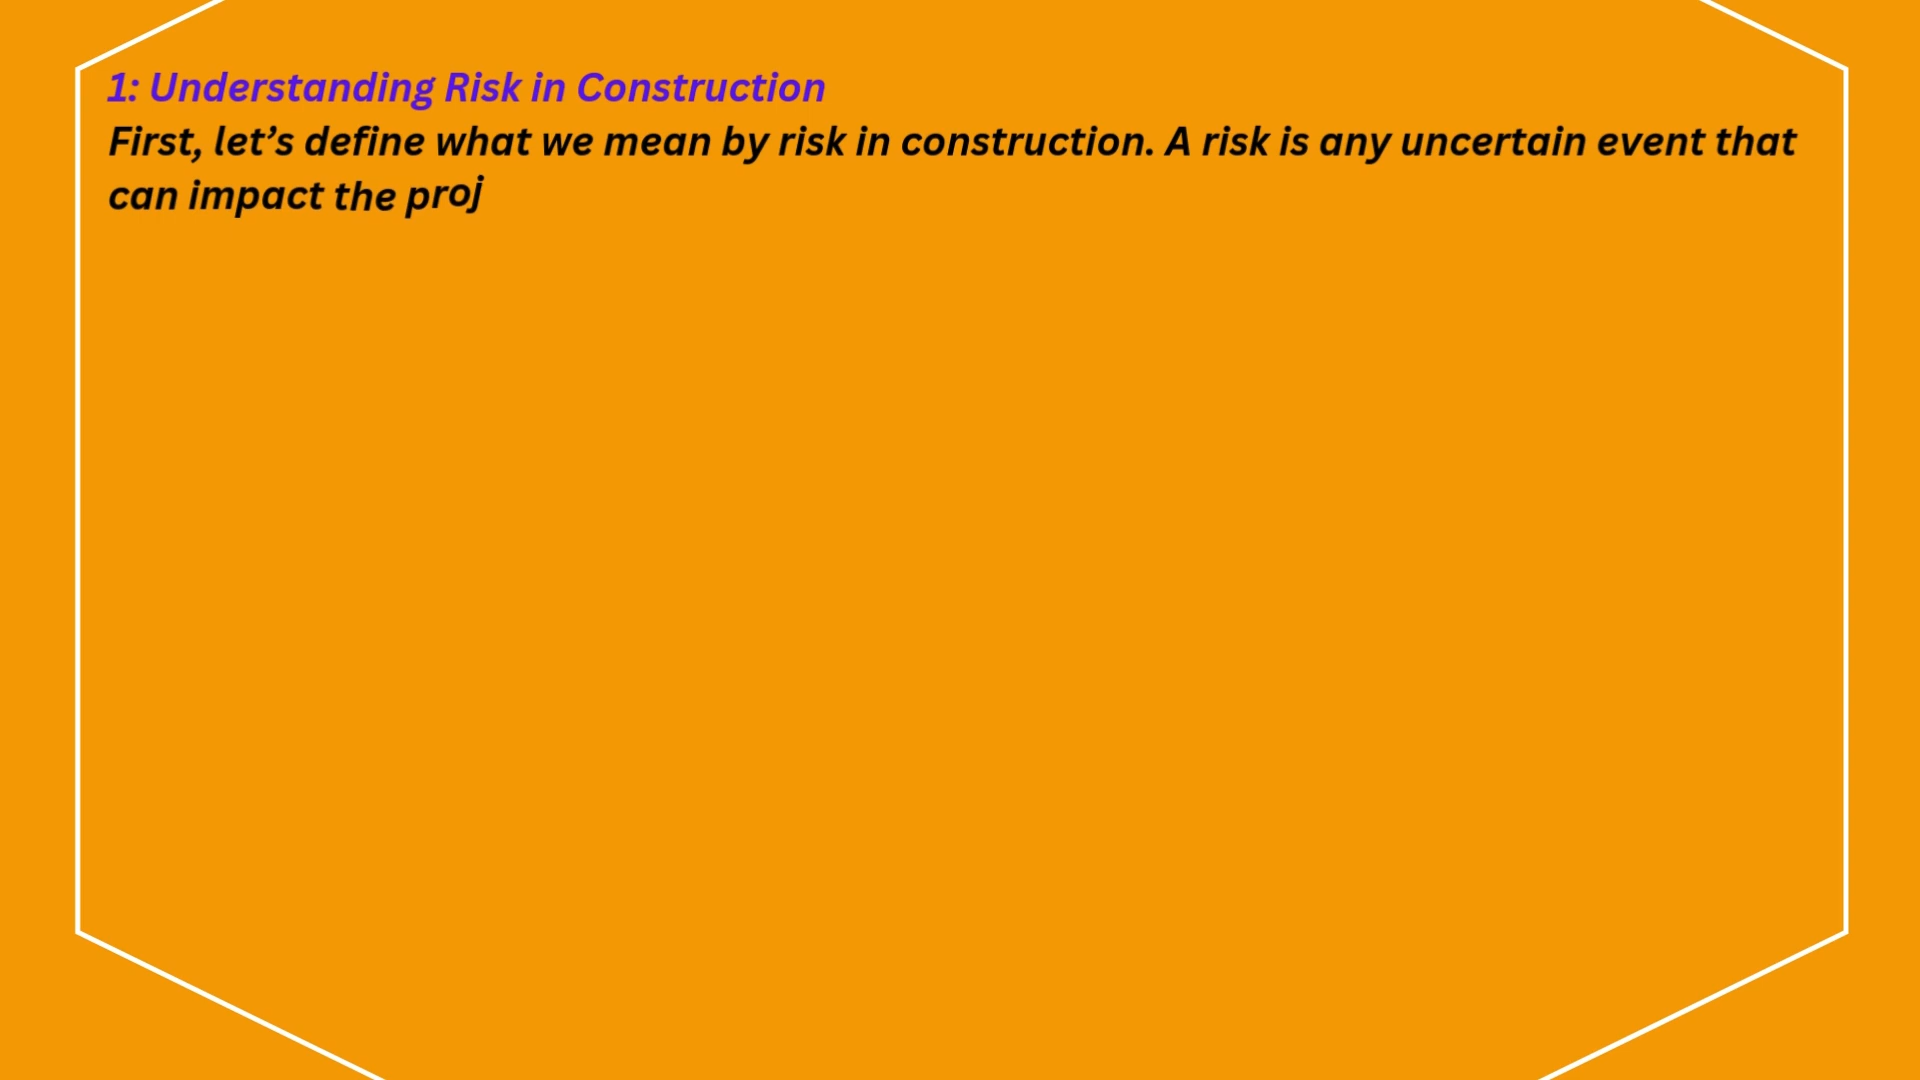 1: Understanding Risk in Construction
First, let’s define what we mean by risk in construction. A risk is any uncertain event that
can impact the proj